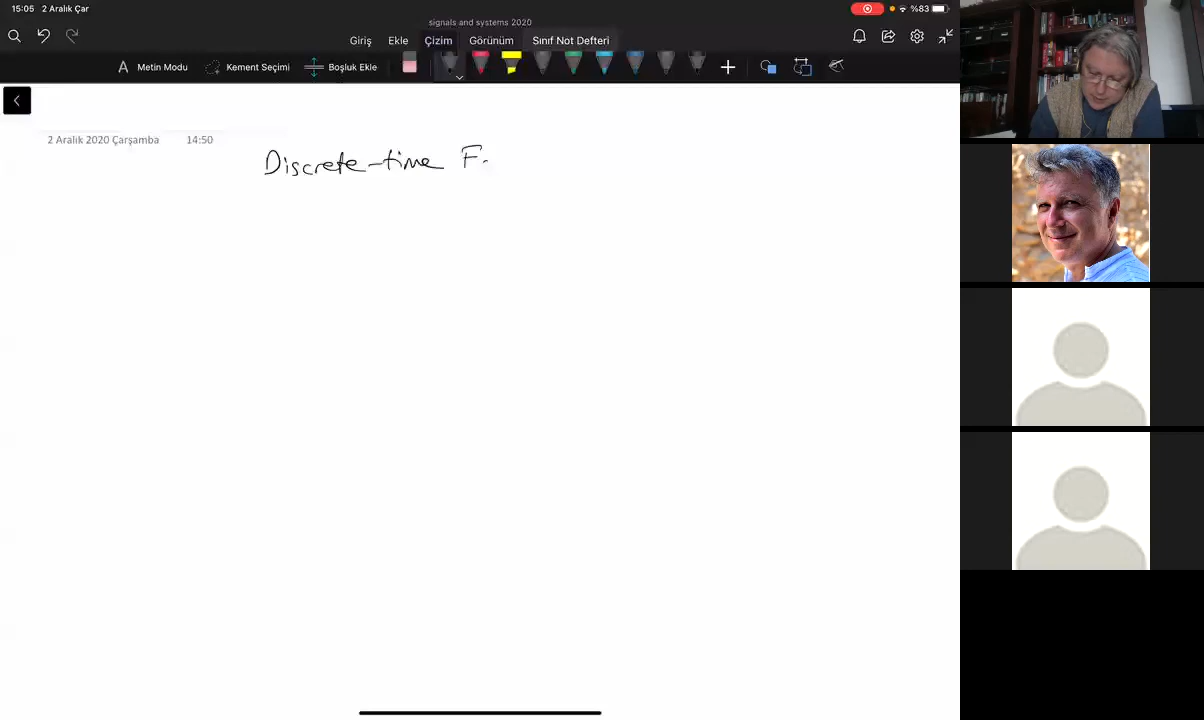 15:05 2 Aralık Çar
%83
signals and systems 2020
Giriş Ekle Çizim Görünüm Sınıf Not Defteri
A Metin Modu Kement Seçimi Boşluk Ekle
2 Aralık 2020 Çarşamba 14:50
Discrete-time F.